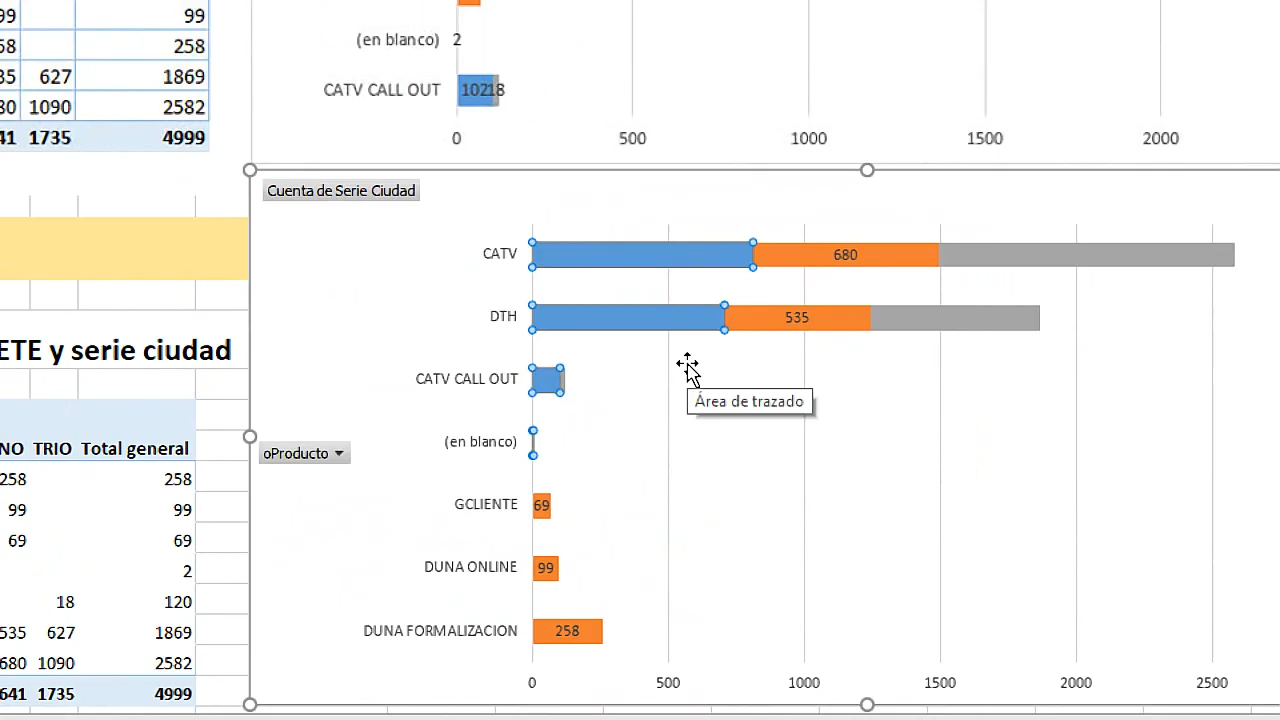 99 99
(en blanco) 2
58 258
35 627 1869
CATV CALL OUT 102 18
80 1090 2582
41 1735 4999
0 500 1000 1500 2000
Cuenta de Serie Ciudad
CATV 680
DTH 535
ETE y serie ciudad
CATV CALL OUT
Área de trazado
NO TRIO Total general
(en blanco)
oProducto
258 258
99 99
GCLIENTE 69
69 69
2
DUNA ONLINE 99
18 120
535 627 1869
DUNA FORMALIZACION 258
680 1090 2582
641 1735 4999
0 500 1000 1500 2000 2500